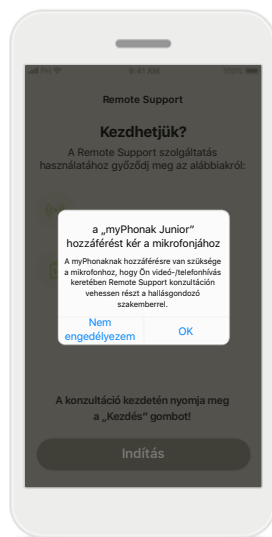 9:41 AM
100%
Remote Support
Kezdhetjük?
A Remote Support szolgáltatás
használatához győződj meg az alábbiakról:
a „myPhonak Junior”
hozzáférést kér a mikrofonjához
A myPhonaknak hozzáférésre van szüksége
a mikrofonhoz, hogy Ön videó-/telefonhívás
keretében Remote Support konzultáción
vehessen részt a hallásgondozó
szakemberrel.
Nem
engedélyezem
OK
A konzultáció kezdetén nyomja meg
a „Kezdés” gombot!
Indítás